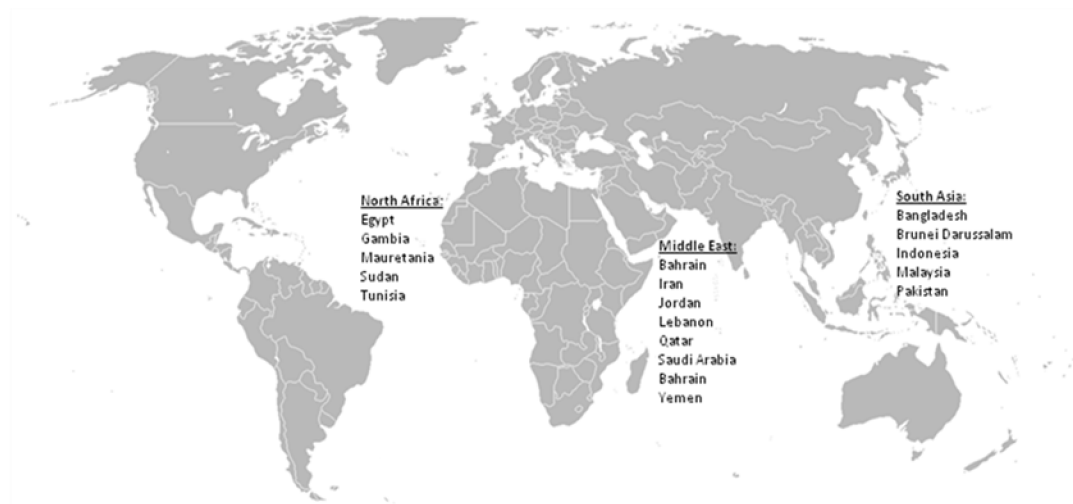 North Africa:
Egypt
Gambia
Mauretania
Sudan
Tunisia
Middle East:
Bahrain
Iran
Jordan
Lebanon
Qatar
Saudi Arabia
Bahrain
Yemen
South Asia:
Bangladesh
Brunei Darussalam
Indonesia
Malaysia
Pakistan